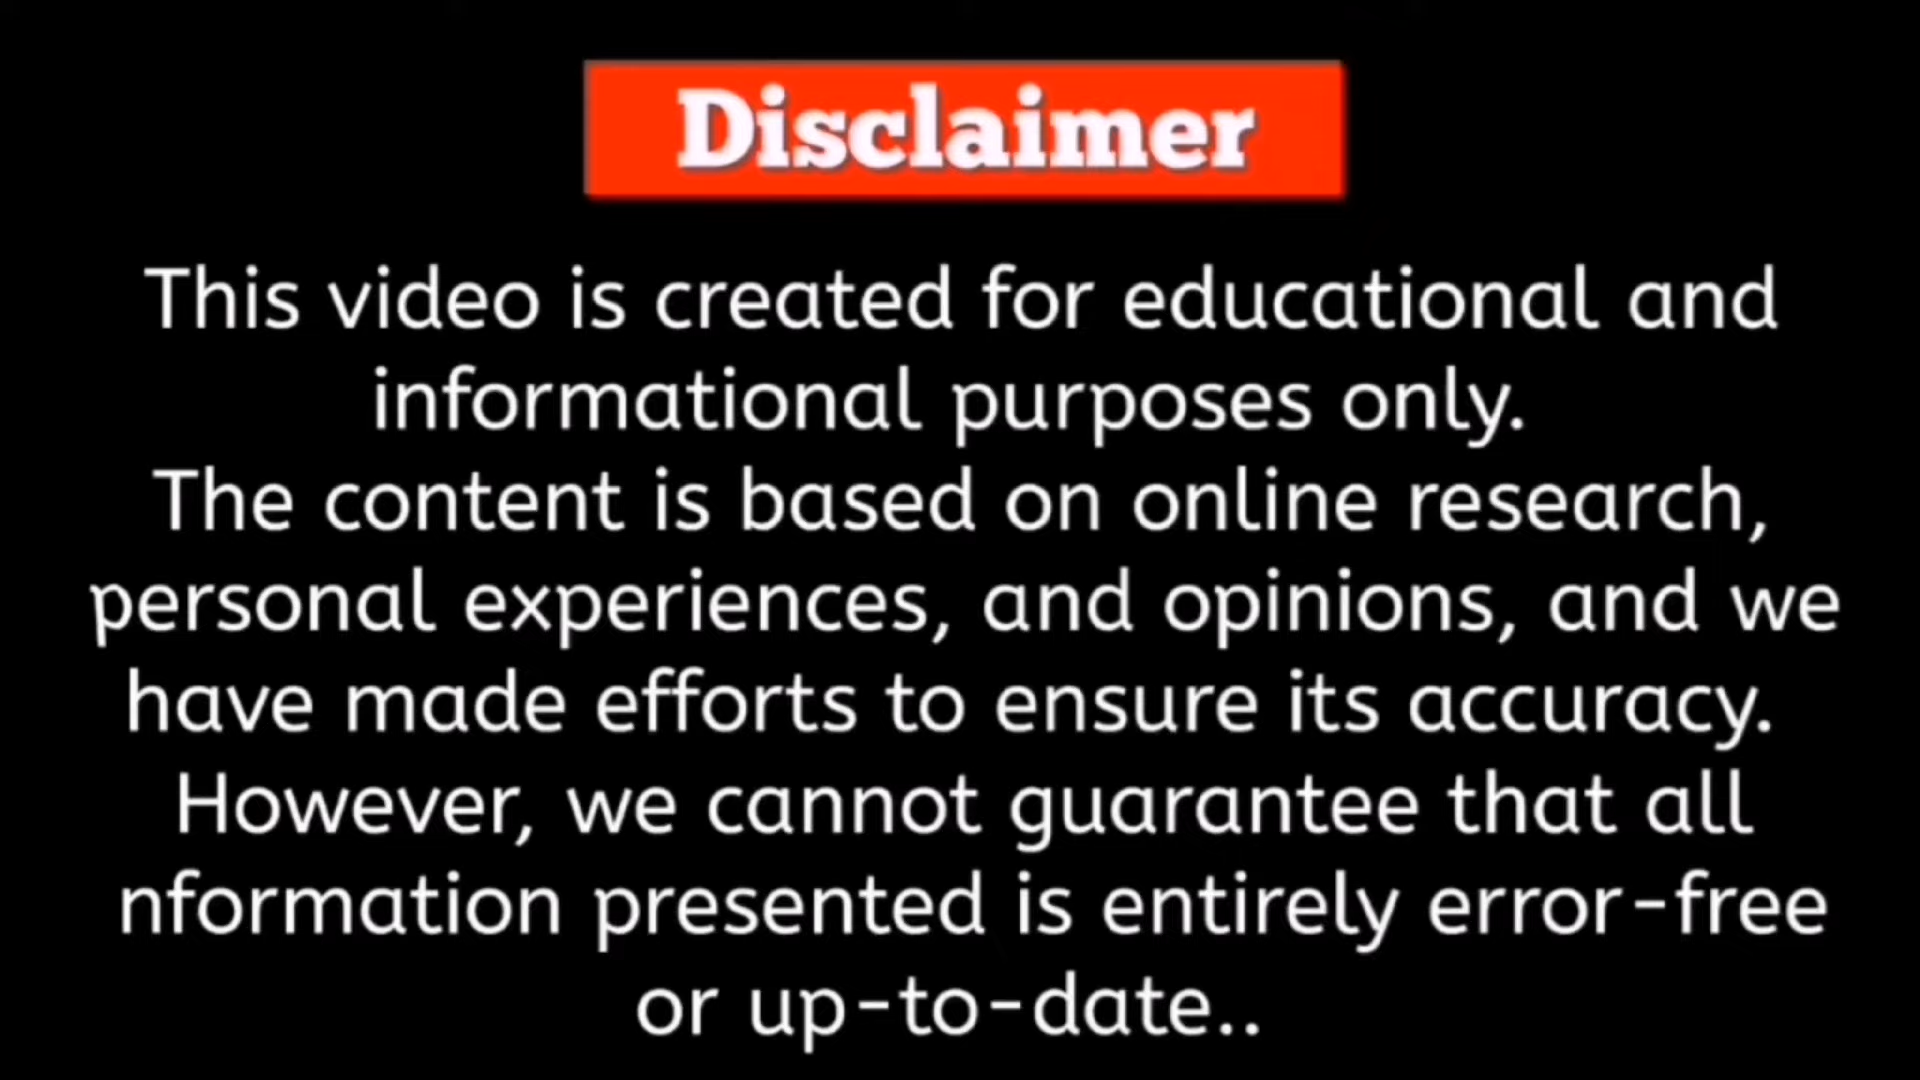 Disclaimer
This video is created for educational and
informational purposes only.
The content is based on online research,
personal experiences, and opinions, and we
have made efforts to ensure its accuracy.
However, we cannot guarantee that all
nformation presented is entirely error-free
or up-to-date..